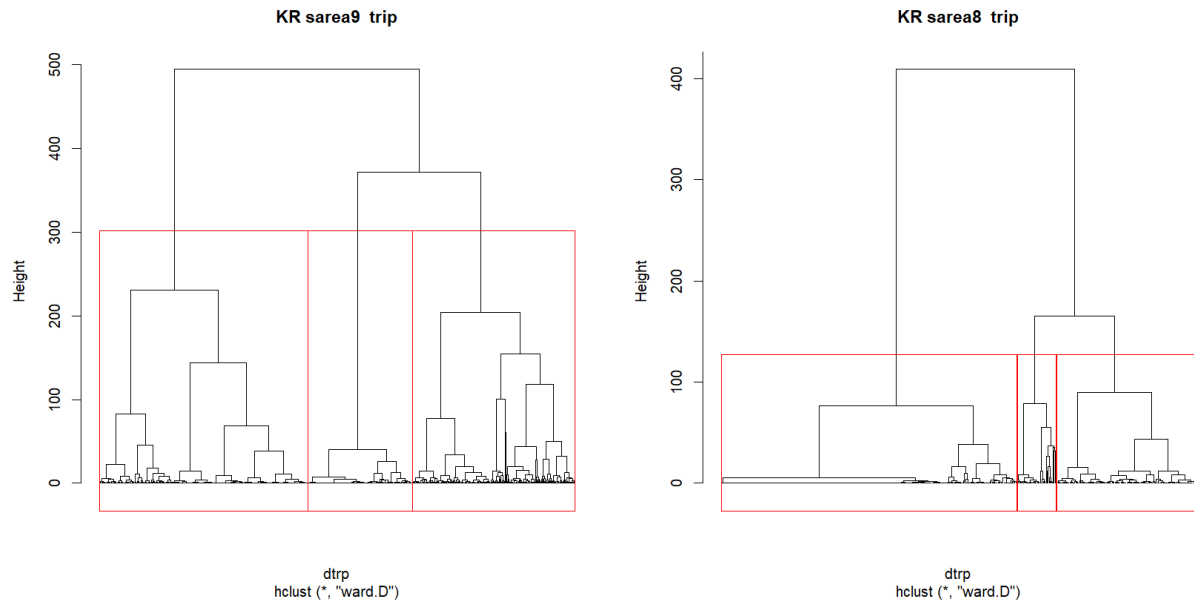 KR sarea9  trip
Height
500
400
300
200
100
0
dtrp
hclust (*, "ward.D")
KR sarea8  trip
Height
400
300
200
100
0
dtrp
hclust (*, "ward.D")